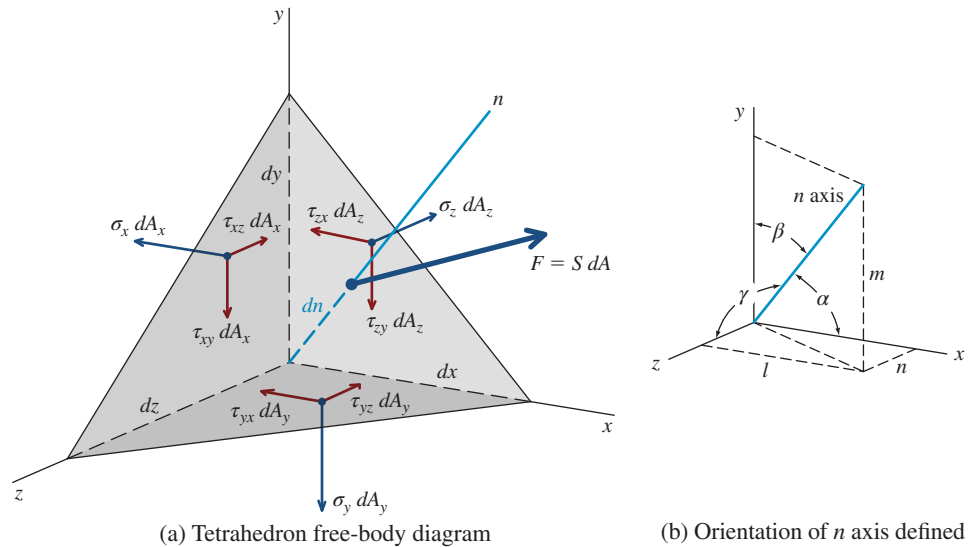 y
n
dy
σx dAx
τxz dAx
τzx dAz
σz dAz
F = S dA
dn
τxy dAx
τzy dAz
dx
dz
τyx dAy
τyz dAy
x
z
σy dAy
(a) Tetrahedron free-body diagram
y
n axis
β
m
γ
α
x
z
l
n
(b) Orientation of n axis defined